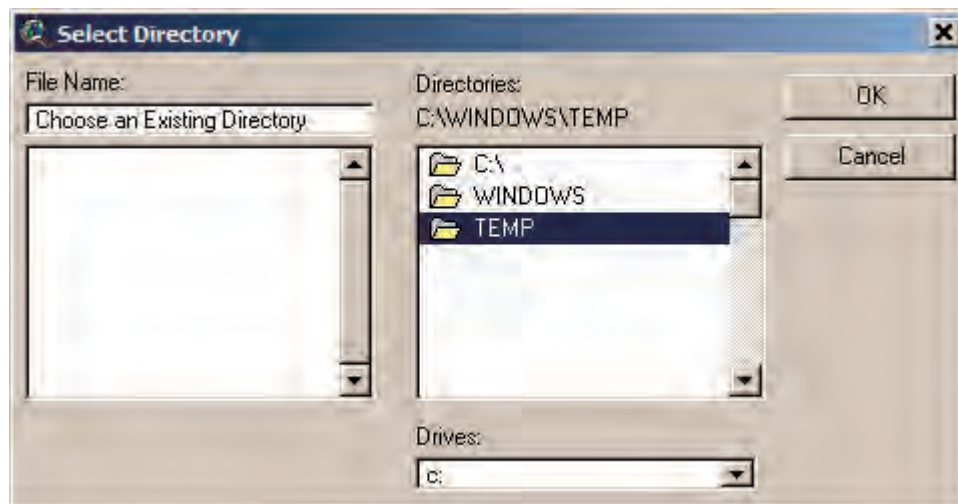 Select Directory
File Name:
Choose an Existing Directory
Directories:
C:\WINDOWS\TEMP
C:\
WINDOWS
TEMP
Drives:
c:
OK
Cancel